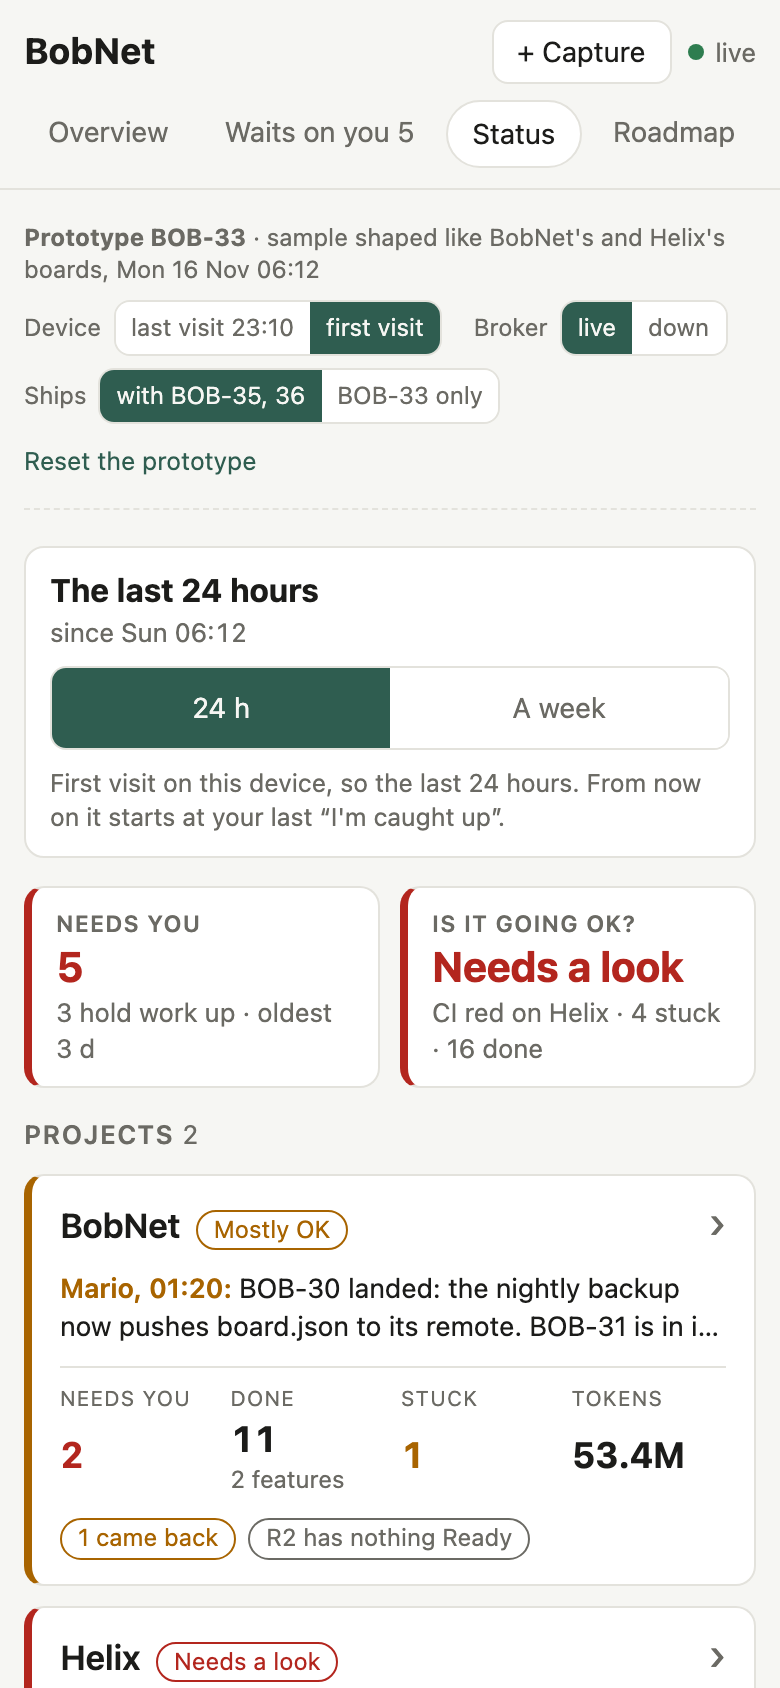 BobNet
+ Capture
live
Overview
Waits on you 5
Status
Roadmap
Prototype BOB-33 · sample shaped like BobNet's and Helix's
boards, Mon 16 Nov 06:12
Device
last visit 23:10
first visit
Broker
live
down
Ships
with BOB-35, 36
BOB-33 only
Reset the prototype
The last 24 hours
since Sun 06:12
24 h
A week
First visit on this device, so the last 24 hours. From now
on it starts at your last “I'm caught up”.
NEEDS YOU
5
3 hold work up · oldest
3 d
IS IT GOING OK?
Needs a look
CI red on Helix · 4 stuck
· 16 done
PROJECTS 2
BobNet
Mostly OK
Mario, 01:20: BOB-30 landed: the nightly backup
now pushes board.json to its remote. BOB-31 is in i...
NEEDS YOU
2
DONE
11
2 features
STUCK
1
TOKENS
53.4M
1 came back
R2 has nothing Ready
Helix
Needs a look